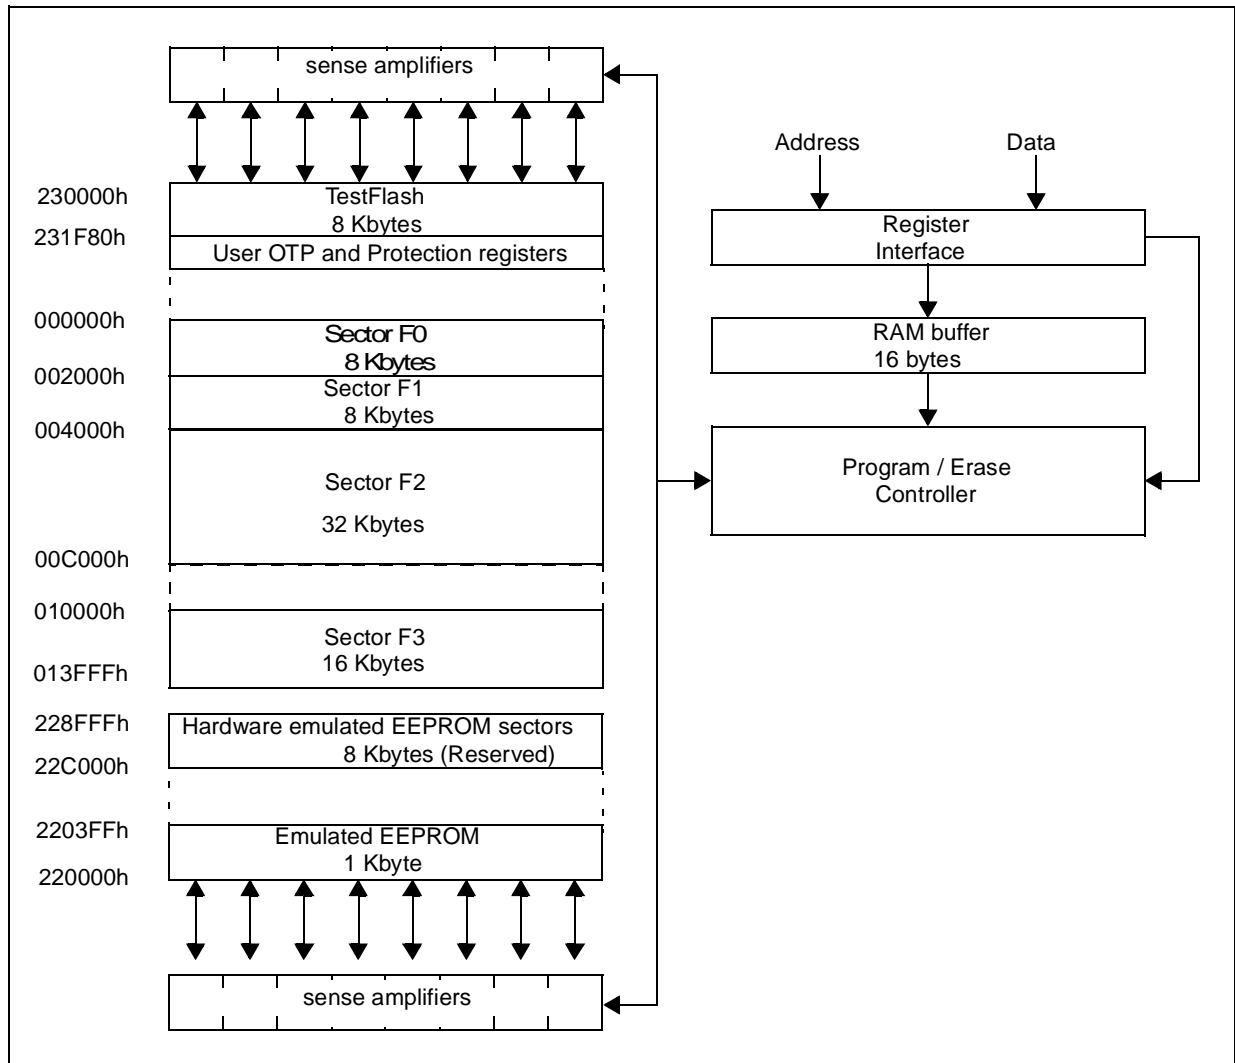 sense amplifiers
230000h
TestFlash
8 Kbytes
231F80h
User OTP and Protection registers
000000h
Sector F0
8 Kbytes
002000h
Sector F1
8 Kbytes
004000h
Sector F2
32 Kbytes
00C000h
010000h
Sector F3
16 Kbytes
013FFFh
228FFFh
Hardware emulated EEPROM sectors
8 Kbytes (Reserved)
22C000h
2203FFh
Emulated EEPROM
1 Kbyte
220000h
sense amplifiers
Address
Data
Register
Interface
RAM buffer
16 bytes
Program / Erase
Controller